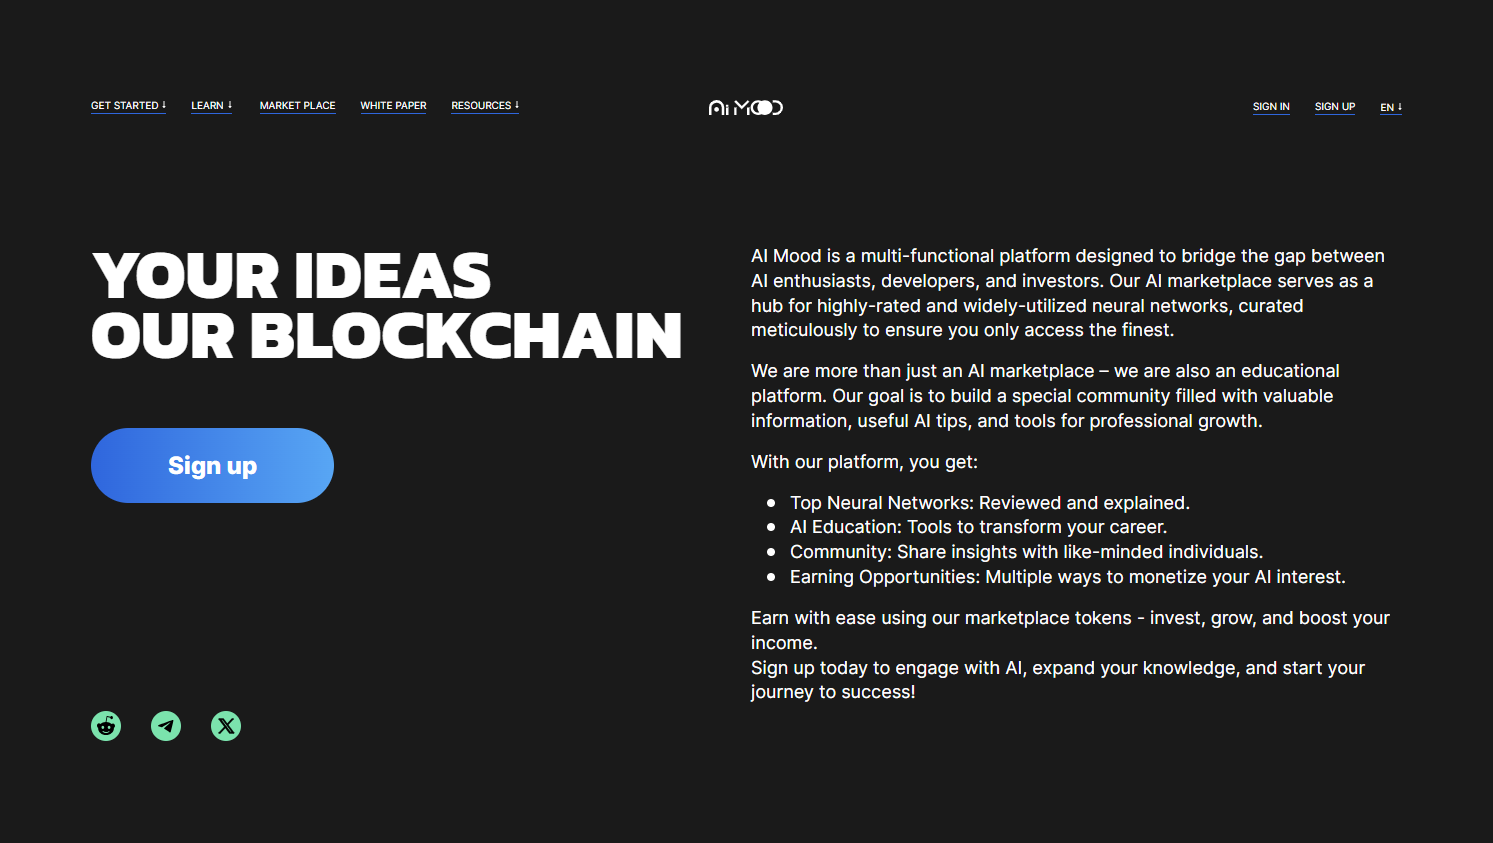 GET STARTED ↓
LEARN ↓
MARKET PLACE
WHITE PAPER
RESOURCES ↓
Ai MOOD
SIGN IN
SIGN UP
EN ↓
YOUR IDEAS
OUR BLOCKCHAIN
Sign up
AI Mood is a multi-functional platform designed to bridge the gap between
AI enthusiasts, developers, and investors. Our AI marketplace serves as a
hub for highly-rated and widely-utilized neural networks, curated
meticulously to ensure you only access the finest.
We are more than just an AI marketplace – we are also an educational
platform. Our goal is to build a special community filled with valuable
information, useful AI tips, and tools for professional growth.
With our platform, you get:
● Top Neural Networks: Reviewed and explained.
● AI Education: Tools to transform your career.
● Community: Share insights with like-minded individuals.
● Earning Opportunities: Multiple ways to monetize your AI interest.
Earn with ease using our marketplace tokens - invest, grow, and boost your
income.
Sign up today to engage with AI, expand your knowledge, and start your
journey to success!